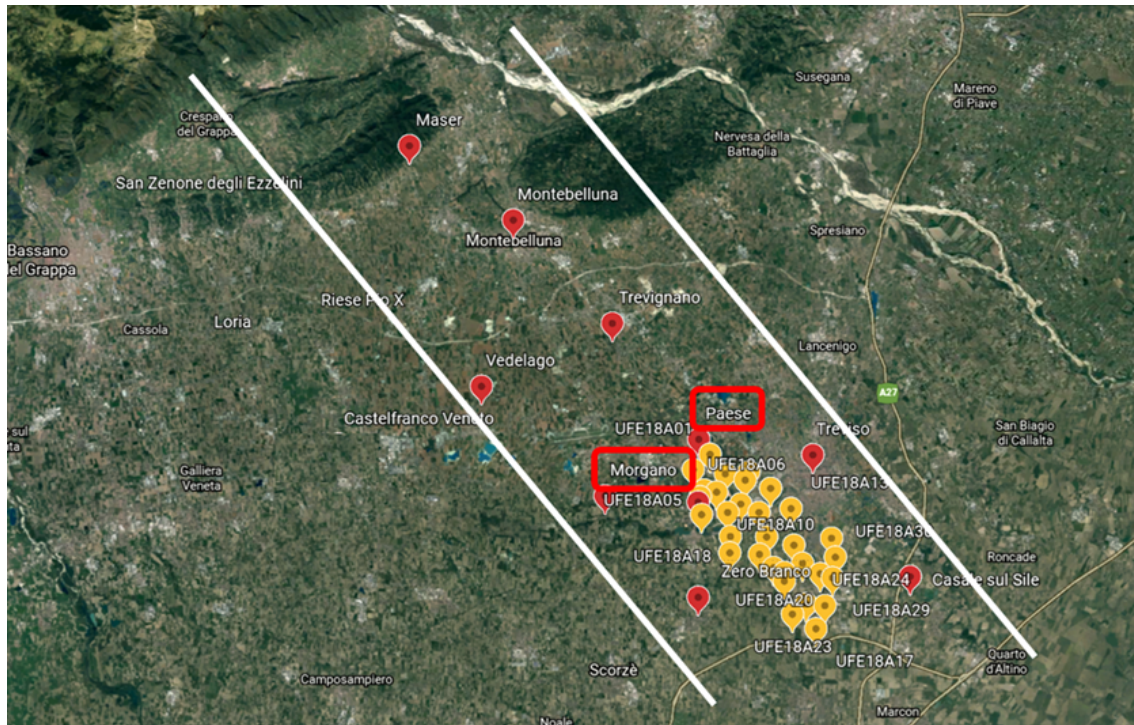 Susegana
Mareno
di Piave
Crespano
del Grappa
Maser
Nervesa della
Battaglia
San Zenone degli Ezzelini
Montebelluna
Montebelluna
Spresiano
Bassano
del Grappa
Riese Pio X
Trevignano
Loria
Cassola
Lancenigo
Vedelago
A27
Castelfranco Veneto
Paese
UFE18A01
Treviso
San Biagio
di Callalta
Galliera
Veneta
Morgano
UFE18A06
UFE18A13
UFE18A05
UFE18A10
UFE18A18
Roncade
Zero Branco
UFE18A24
Casale sul Sile
UFE18A20
UFE18A29
UFE18A23
UFE18A17
Quarto
d'Altino
Scorzè
Camposampiero
Marcon
Noale